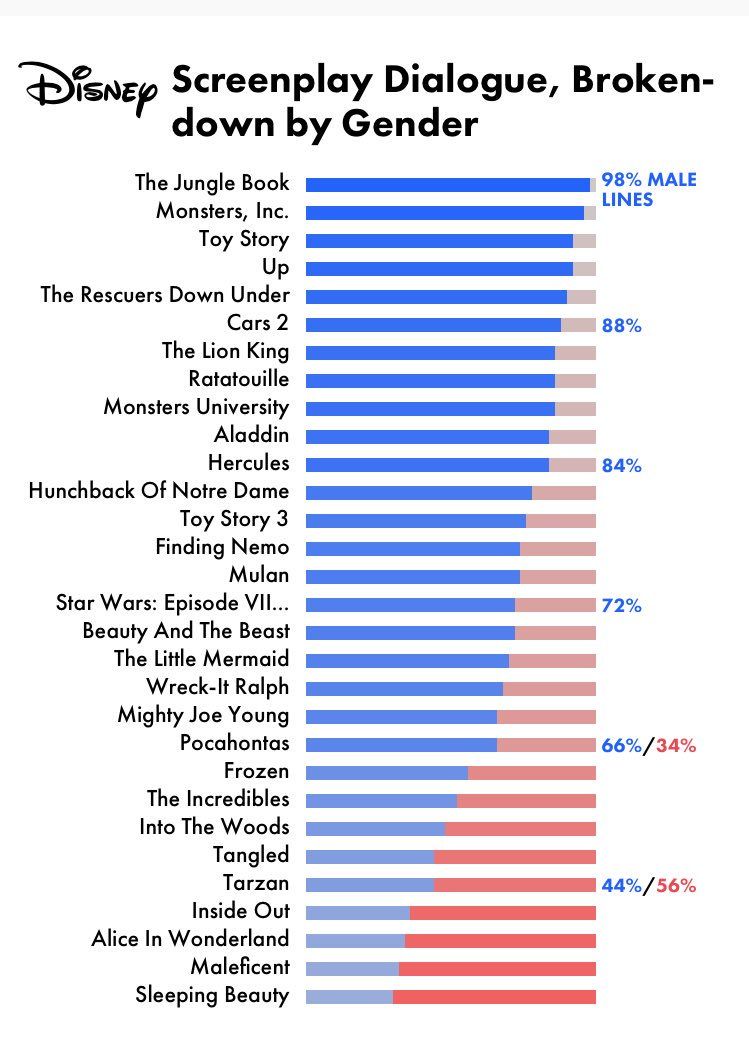 Disney
Screenplay Dialogue, Broken-
down by Gender
The Jungle Book 98% MALE
LINES
Monsters, Inc.
Toy Story
Up
The Rescuers Down Under
Cars 2 88%
The Lion King
Ratatouille
Monsters University
Aladdin
Hercules 84%
Hunchback Of Notre Dame
Toy Story 3
Finding Nemo
Mulan
Star Wars: Episode VII... 72%
Beauty And The Beast
The Little Mermaid
Wreck-It Ralph
Mighty Joe Young
Pocahontas 66%/34%
Frozen
The Incredibles
Into The Woods
Tangled
Tarzan 44%/56%
Inside Out
Alice In Wonderland
Maleficent
Sleeping Beauty